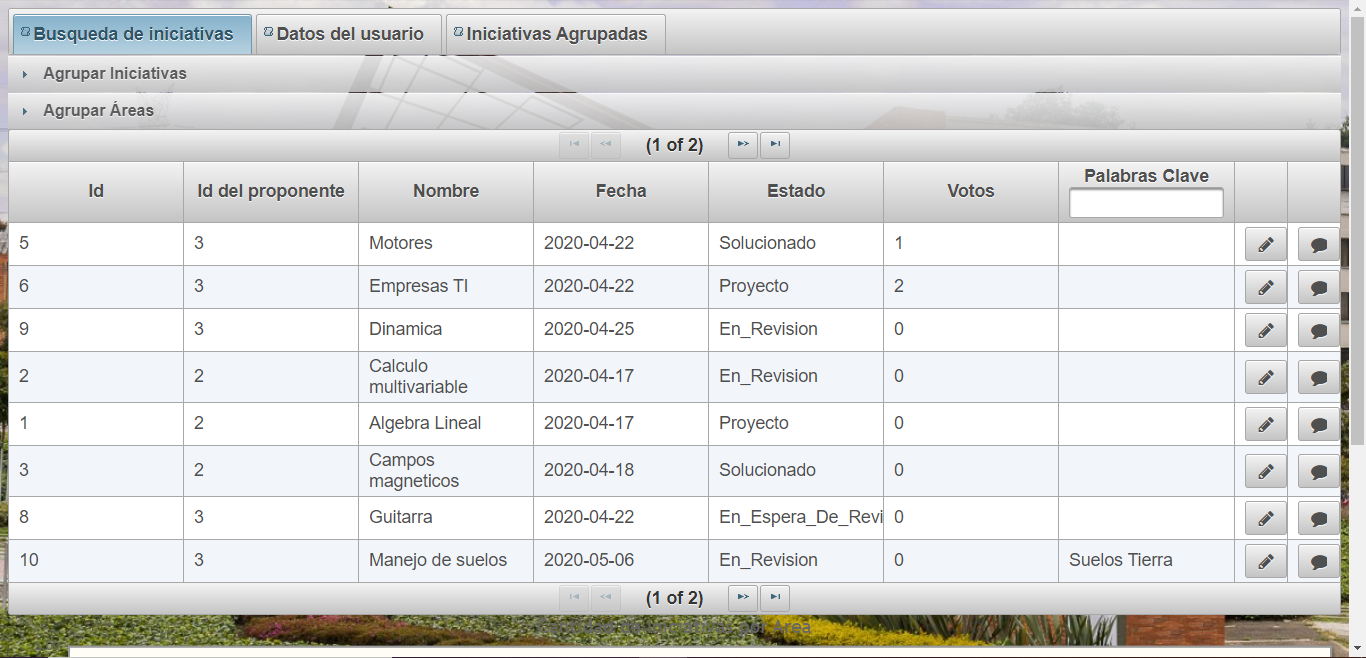 Busqueda de iniciativas Datos del usuario Iniciativas Agrupadas
Agrupar Iniciativas
Agrupar Áreas
(1 of 2)
Id Id del proponente Nombre Fecha Estado Votos Palabras Clave
5 3 Motores 2020-04-22 Solucionado 1
6 3 Empresas TI 2020-04-22 Proyecto 2
9 3 Dinamica 2020-04-25 En_Revision 0
2 2 Calculo multivariable 2020-04-17 En_Revision 0
1 2 Algebra Lineal 2020-04-17 Proyecto 0
3 2 Campos magneticos 2020-04-18 Solucionado 0
8 3 Guitarra 2020-04-22 En_Espera_De_Revi 0
10 3 Manejo de suelos 2020-05-06 En_Revision 0 Suelos Tierra
(1 of 2)